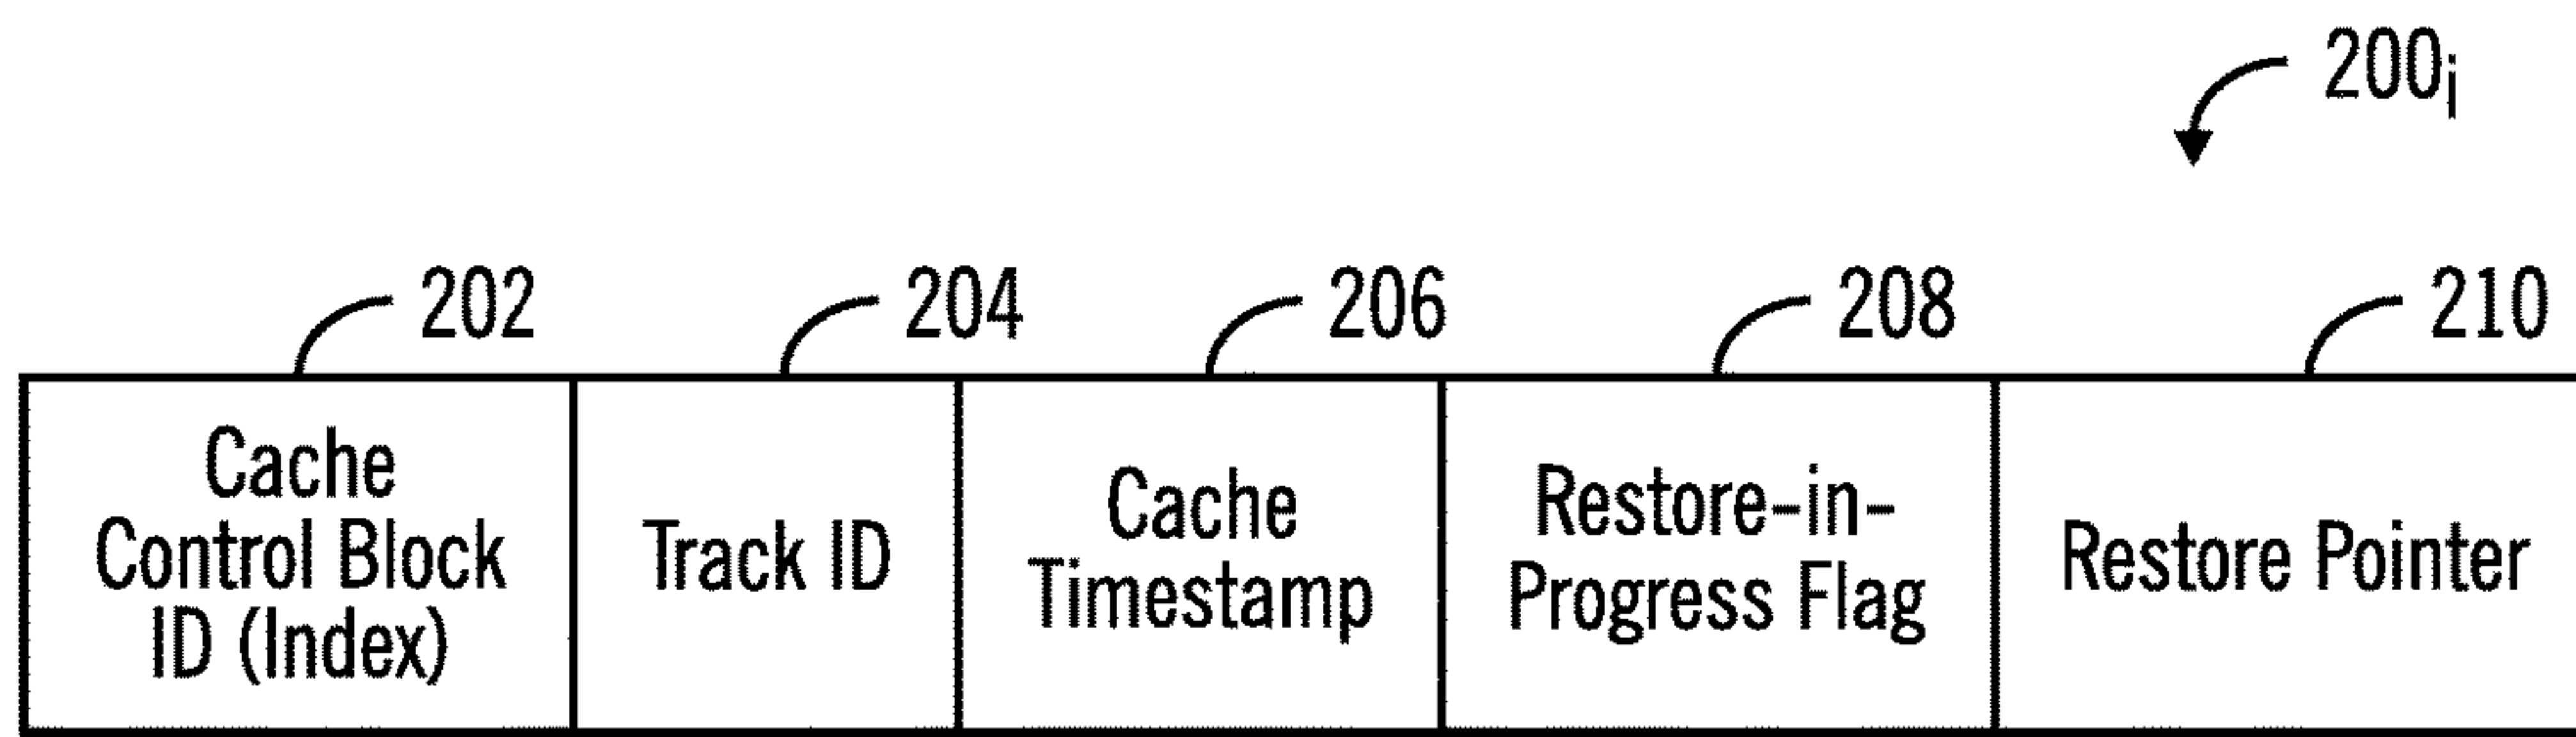 200i
202 204 206 208 210
Cache
Control Block
ID (Index)
Track ID
Cache
Timestamp
Restore-in-
Progress Flag
Restore Pointer